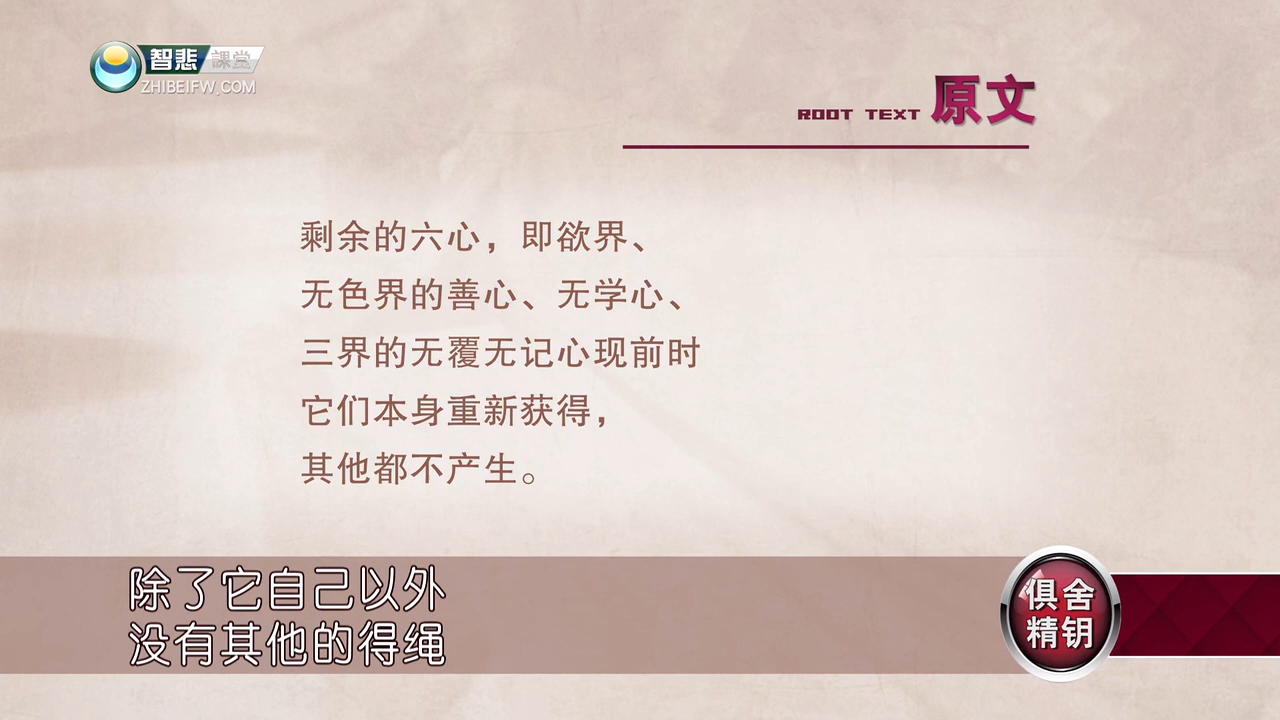 智悲課堂
ZHIBEIFW.COM
ROOT TEXT 原文
剩余的六心，即欲界、
无色界的善心、无学心、
三界的无覆无记心现前时
它们本身重新获得，
其他都不产生。
除了它自己以外
没有其他的得绳
俱舍
精钥